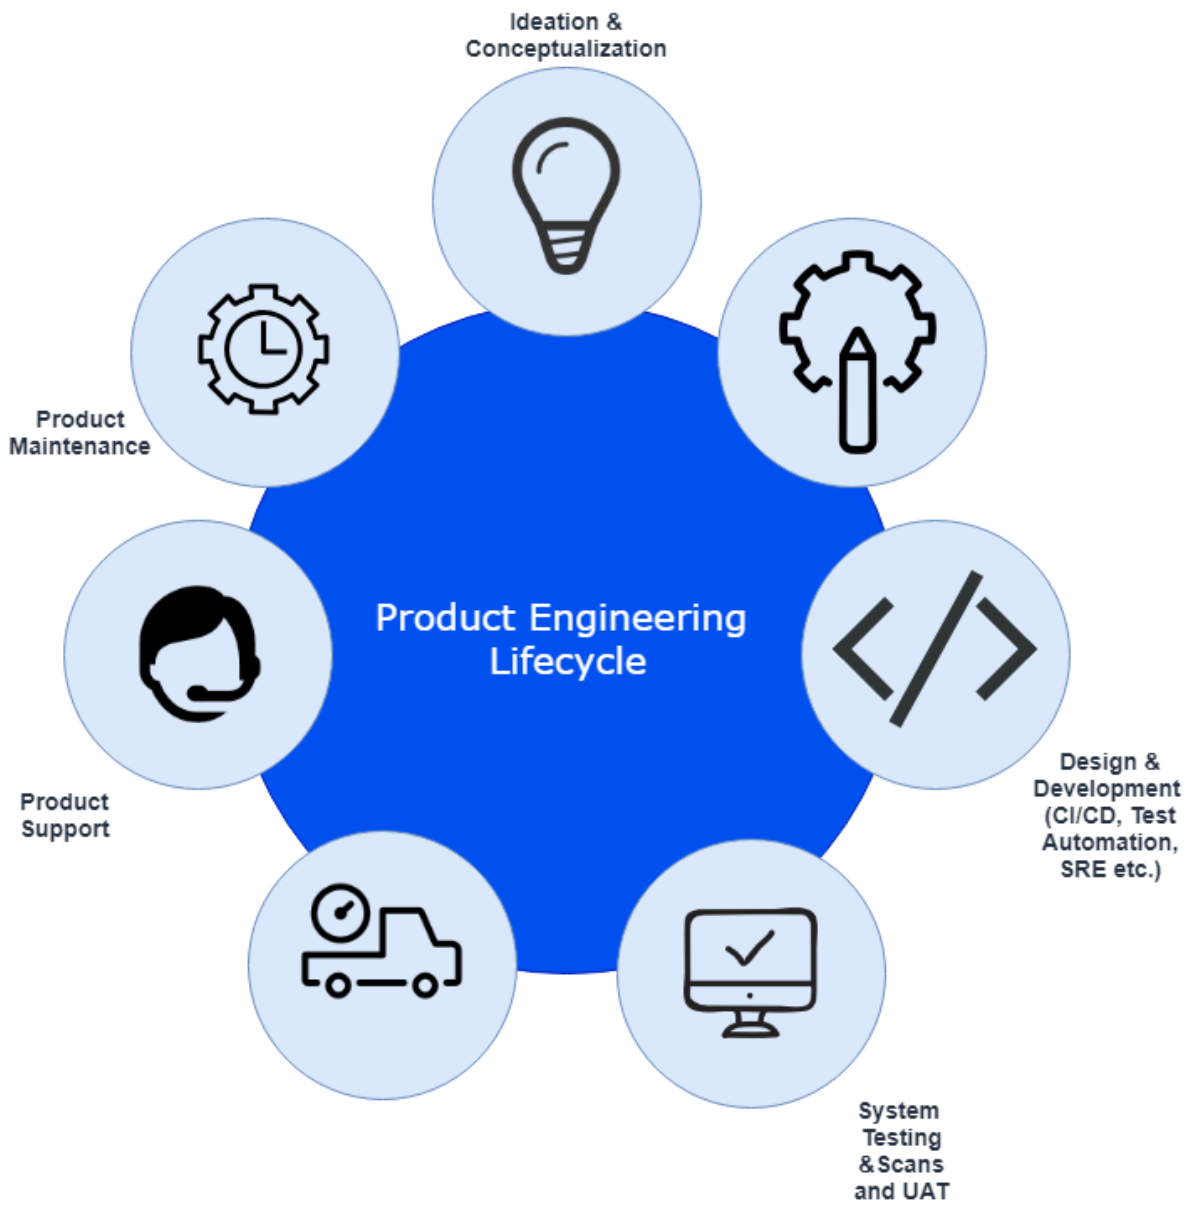 Ideation &
Conceptualization
Product
Maintenance
Product Engineering
Lifecycle
Design &
Development
(CI/CD, Test
Automation,
SRE etc.)
Product
Support
System
Testing
&Scans
and UAT